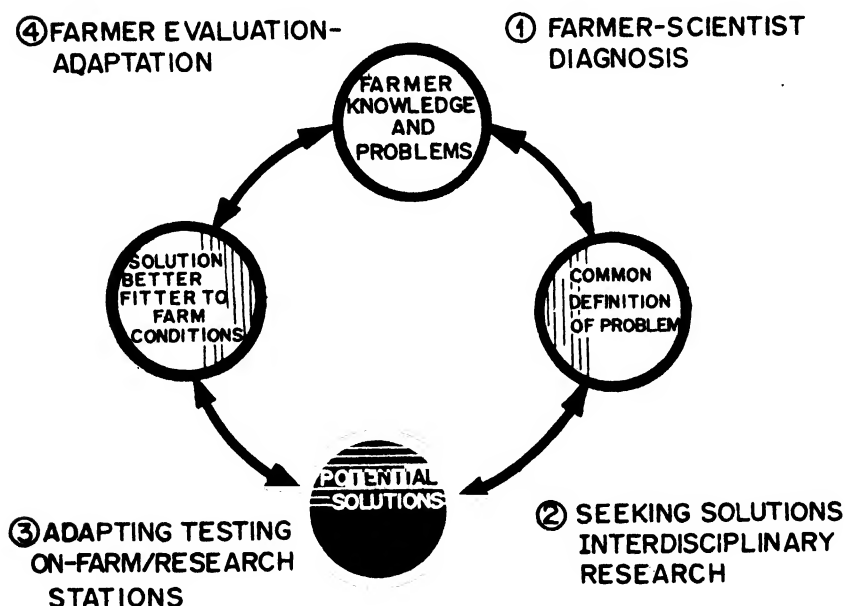 ④FARMER EVALUATION-
ADAPTATION
① FARMER-SCIENTIST
DIAGNOSIS
FARMER
KNOWLEDGE
AND
PROBLEMS
SOLUTION
BETTER
FITTER TO
FARM
CONDITIONS
COMMON
DEFINITION
OF PROBLEM
POTENTIAL
SOLUTIONS
③ADAPTING TESTING
ON-FARM/RESEARCH
STATIONS
② SEEKING SOLUTIONS
INTERDISCIPLINARY
RESEARCH